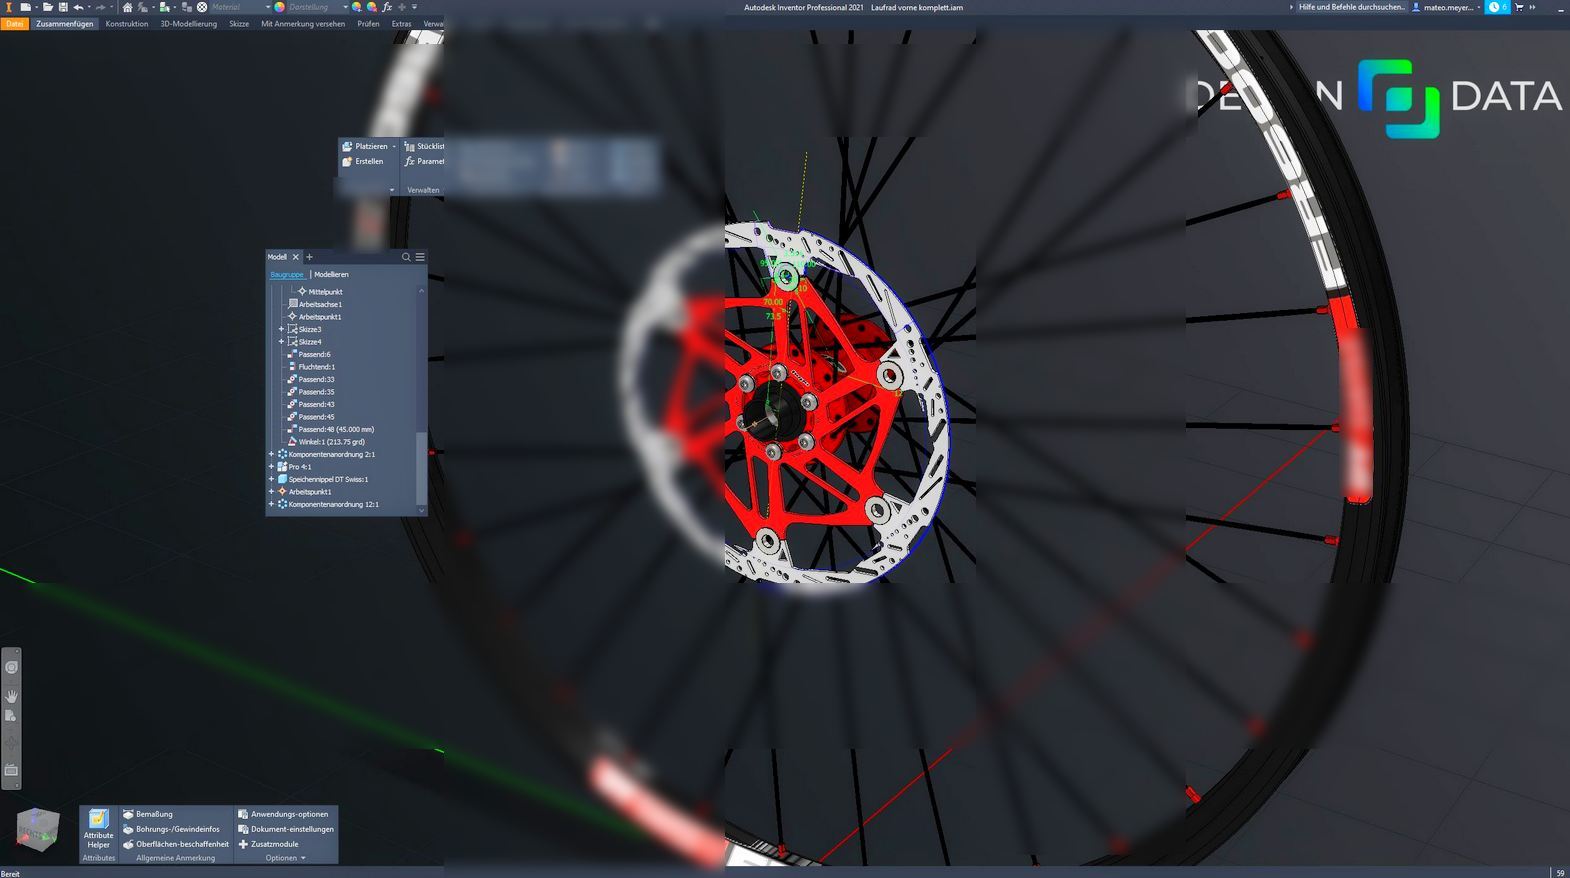 Material
Darstellung
Autodesk Inventor Professional 2021 Laufrad vorne komplett.iam
Hilfe und Befehle durchsuchen...
mateo.meyer...
6
Datei Zusammenfügen Konstruktion 3D-Modellierung Skizze Mit Anmerkung versehen Prüfen Extras Verwa
DATA
Platzieren
Stücklist
Erstellen
fx Paramet
Verwalten
Modell
Baugruppe | Modellieren
Mittelpunkt
Arbeitsachse1
Arbeitspunkt1
Skizze3
Skizze4
Passend:6
Fluchtend:1
Passend:33
Passend:35
Passend:43
Passend:45
Passend:48 (45.000 mm)
Winkel:1 (213.75 grd)
Komponentenanordnung 2:1
Pro 4:1
Speichennippel DT Swiss:1
Arbeitspunkt1
Komponentenanordnung 12:1
70.00
73.5
Attribute
Helper
Attributes
Bemaßung
Bohrungs-/Gewindeinfos
Oberflächen-beschaffenheit
Allgemeine Anmerkung
Anwendungs-optionen
Dokument-einstellungen
Zusatzmodule
Optionen
Bereit
59